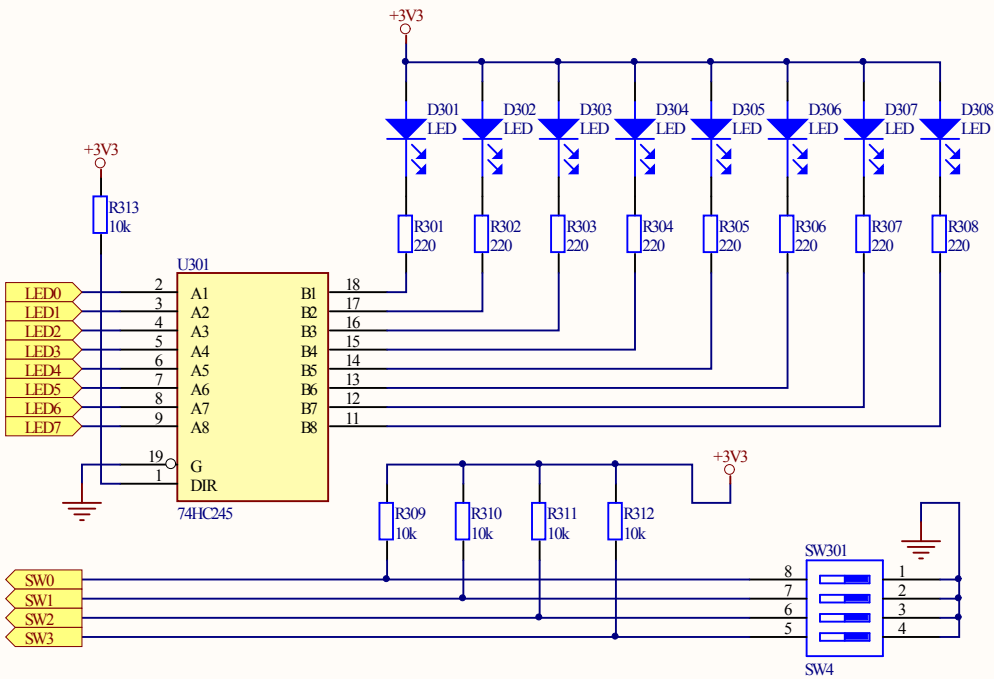 +3V3
D301 D302 D303 D304 D305 D306 D307 D308
LED LED LED LED LED LED LED LED
+3V3
R313
10k
R301 R302 R303 R304 R305 R306 R307 R308
220 220 220 220 220 220 220 220
U301
LED0 2 A1 B1 18
LED1 3 A2 B2 17
LED2 4 A3 B3 16
LED3 5 A4 B4 15
LED4 6 A5 B5 14
LED5 7 A6 B6 13
LED6 8 A7 B7 12
LED7 9 A8 B8 11
19 G
1 DIR
74HC245
+3V3
R309 R310 R311 R312
10k 10k 10k 10k
SW301
SW0 8 1
SW1 7 2
SW2 6 3
SW3 5 4
SW4